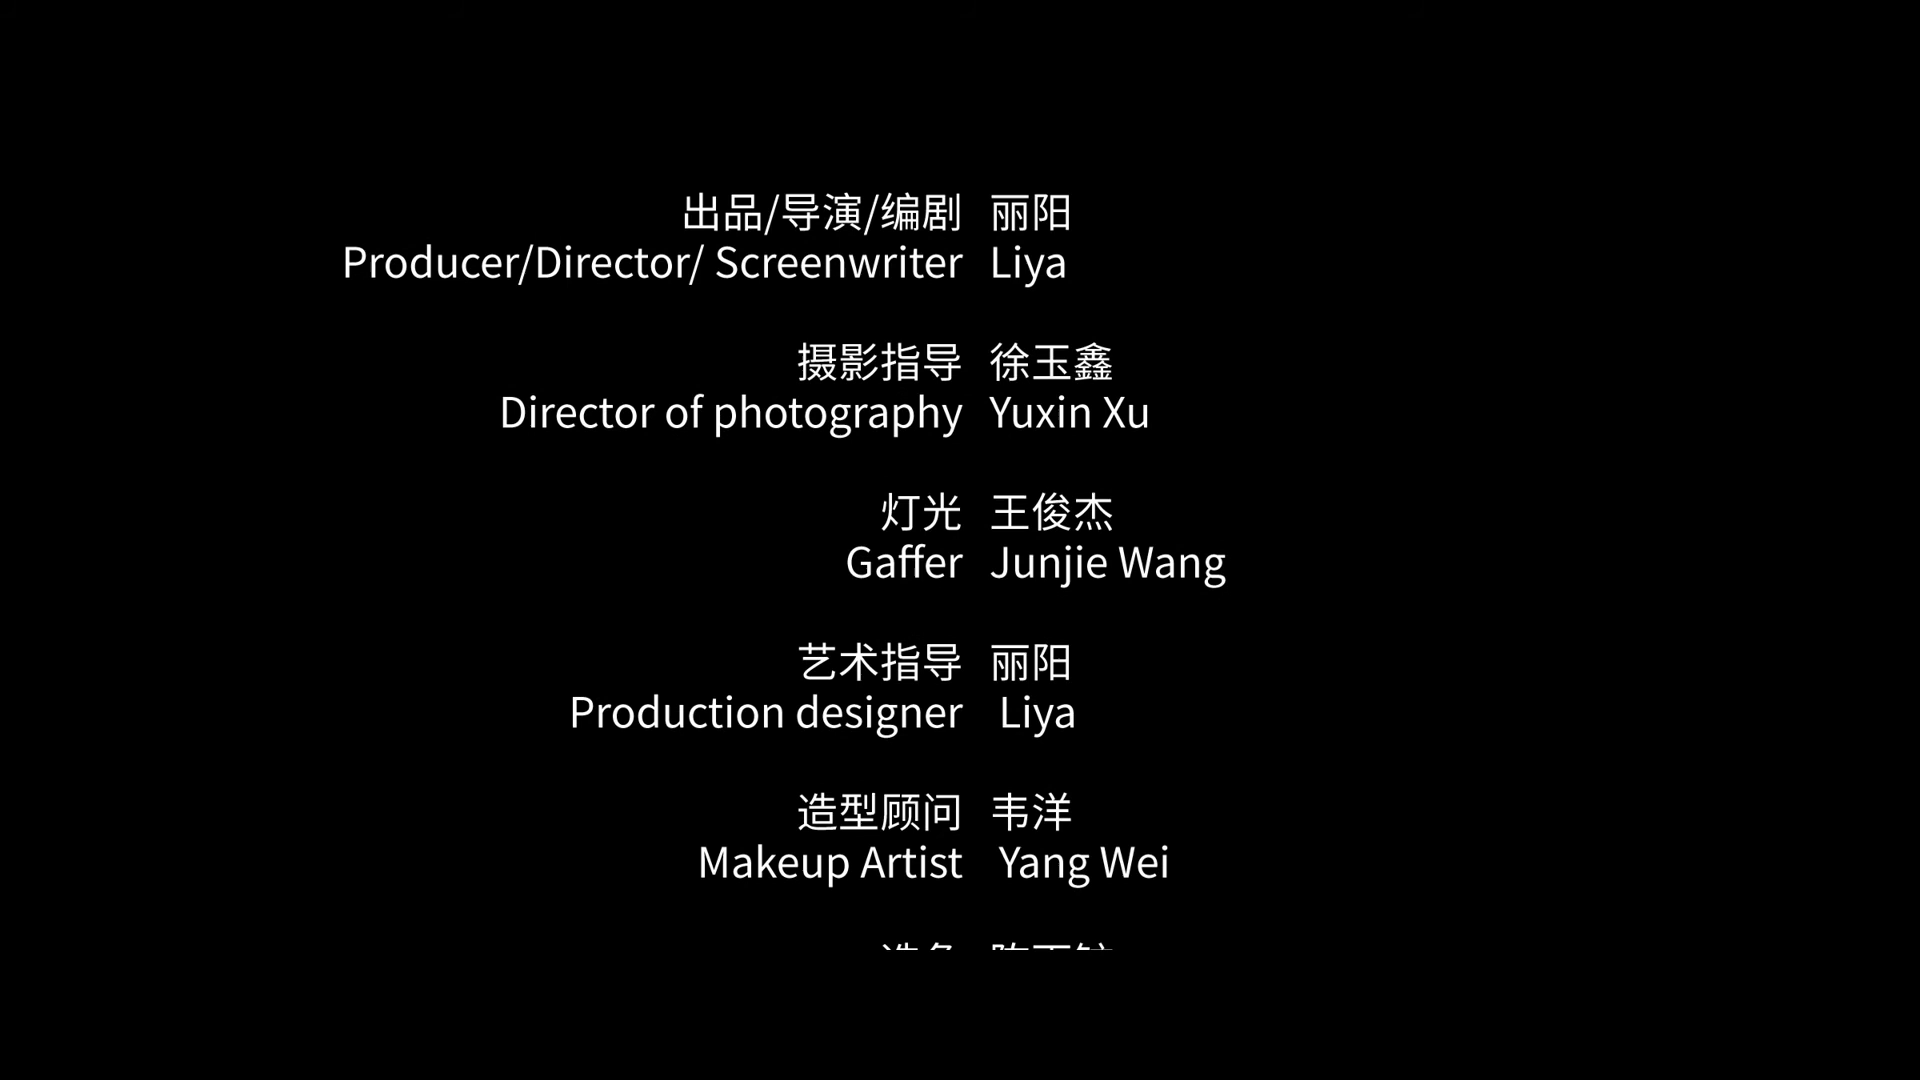 出品/导演/编剧 丽阳
Producer/Director/ Screenwriter Liya
摄影指导 徐玉鑫
Director of photography Yuxin Xu
灯光 王俊杰
Gaffer Junjie Wang
艺术指导 丽阳
Production designer Liya
造型顾问 韦洋
Makeup Artist Yang Wei